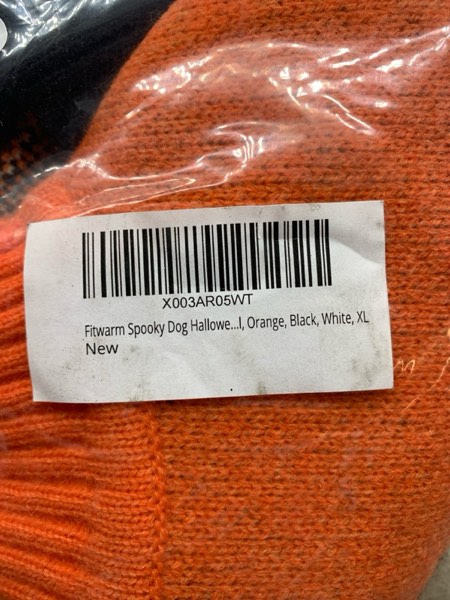 X003AR05WT
Fitwarm Spooky Dog Hallowe...l, Orange, Black, White, XL
New